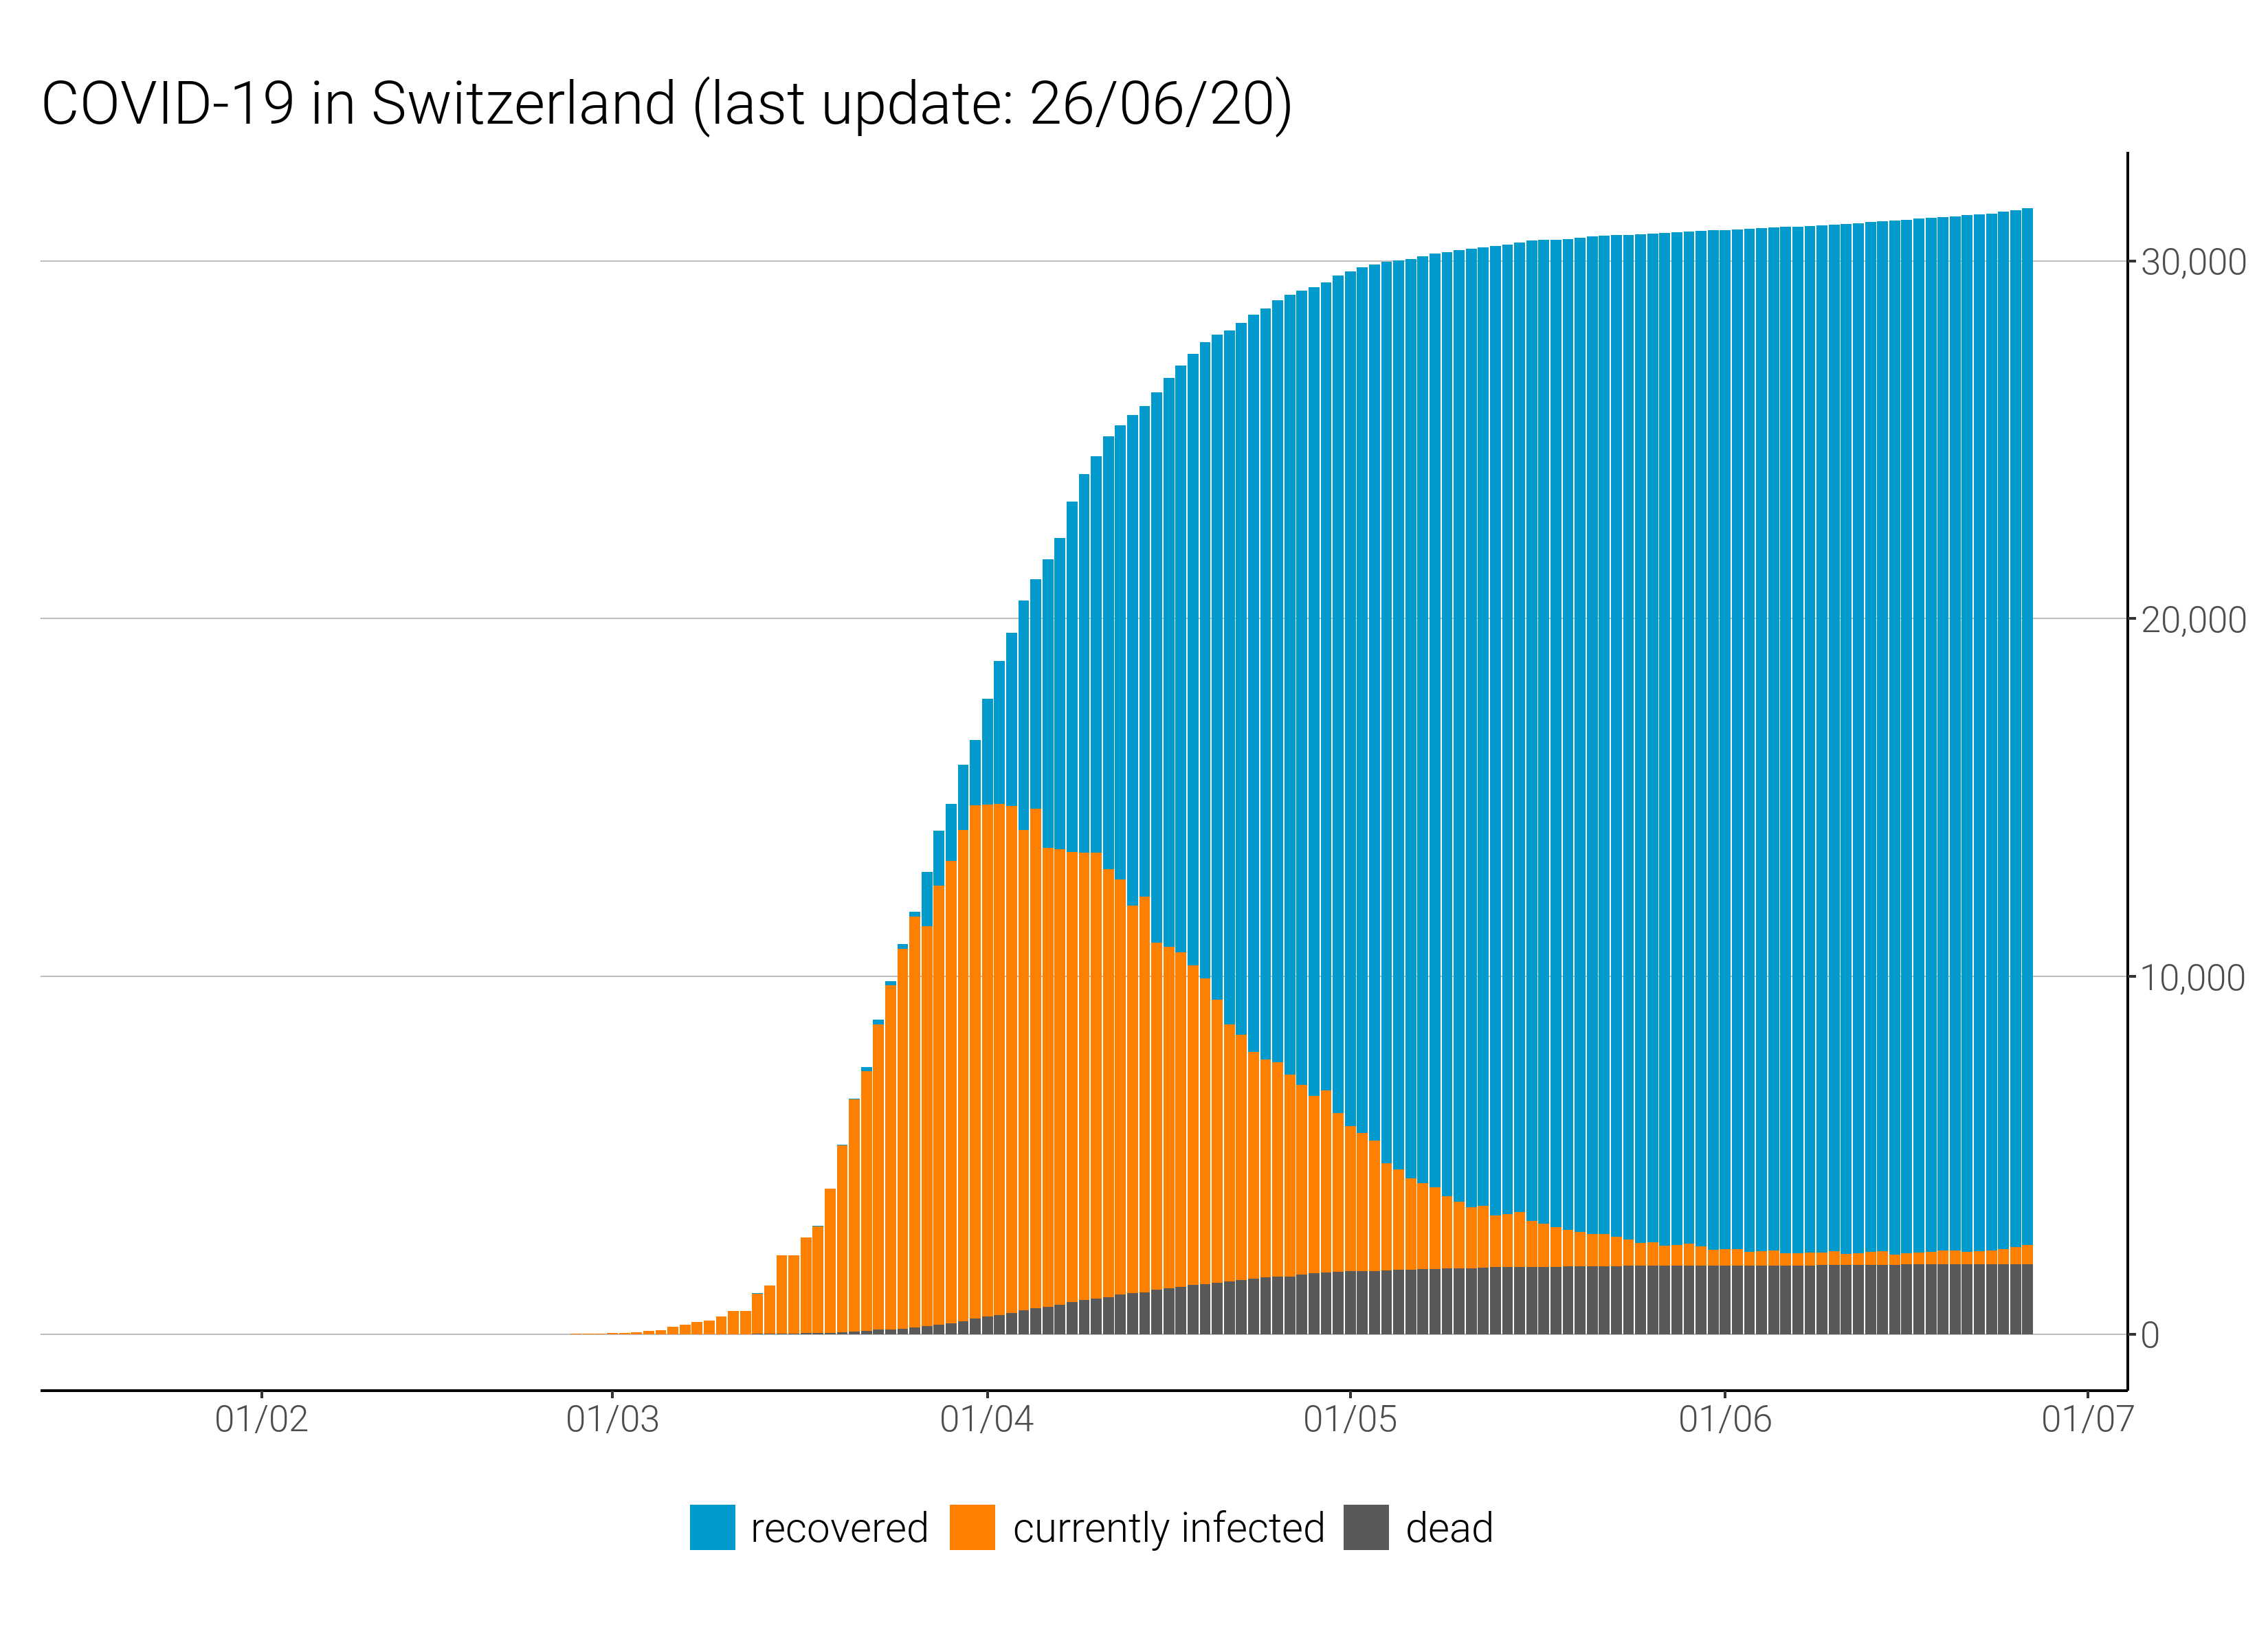 COVID-19 in Switzerland (last update: 26/06/20)
30,000
20,000
10,000
0
01/02 01/03 01/04 01/05 01/06 01/07
recovered currently infected dead